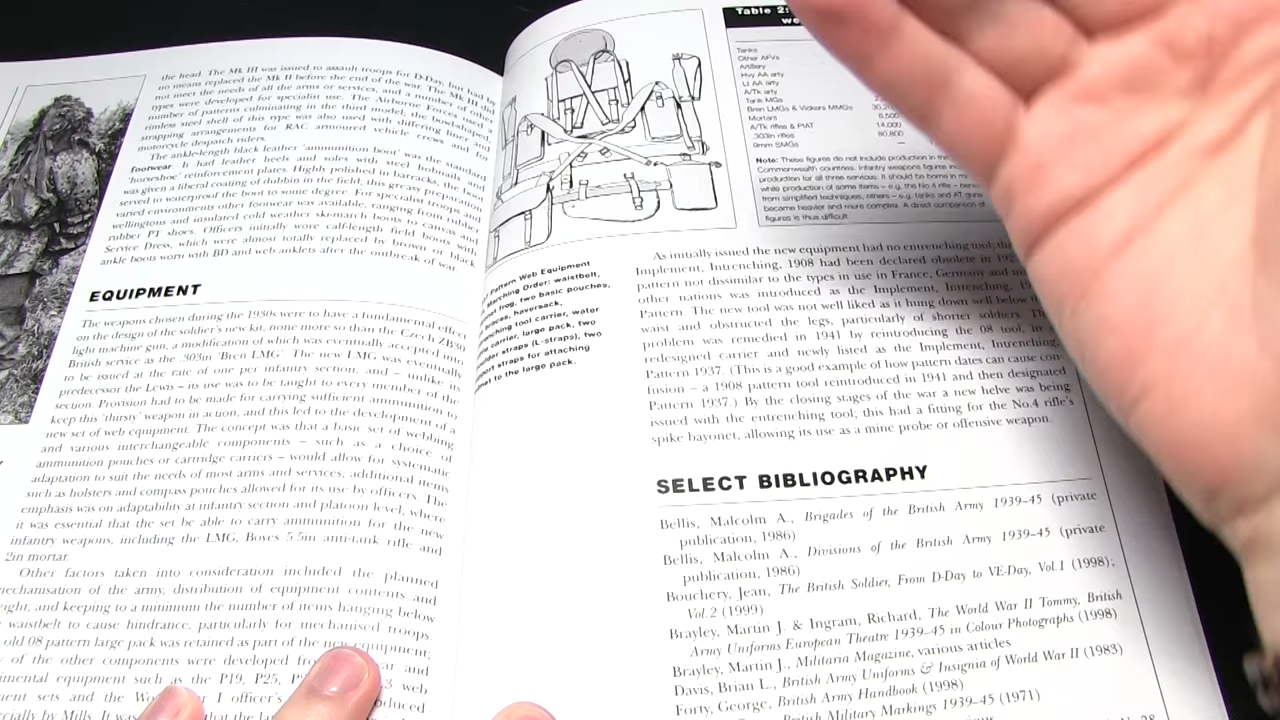 the head. The Mk III was issued to assault troops for D-Day, but had by
no means replaced the Mk II before the end of the war. The Mk III did
not meet the needs of all the arms or services, and a number of other
types were developed for specialist use. The Airborne Forces used a
number of patterns culminating in the third model; the bowl-shaped,
rimless steel shell of this type was also used with differing liners and
strapping arrangements for RAC armoured vehicle crews and for
motorcycle despatch riders.
The ankle-length black leather 'ammunition boot' was the standard
footwear. It had leather heels and soles with steel hobnails and
'horseshoe' reinforcement plates. Highly polished in barracks, the boot
was given a liberal coating of dubbin in the field; this greasy preparation
served to waterproof the boot to some degree. For specialist troops and
varied environments other footwear was available, ranging from rubber
wellingtons and insulated cold weather ski-march boots to canvas and
rubber PT shoes. Officers initially wore calf-length field boots with
Service Dress, which were almost totally replaced by brown or black
ankle boots worn with BD and web anklets after the outbreak of war.
EQUIPMENT
The weapons chosen during the 1930s were to have a fundamental effect
on the design of the soldier's new kit, none more so than the Czech ZB30
light machine gun, a modification of which was eventually accepted into
British service as the .303in 'Bren LMG'. The new LMG was eventually
to be issued at the rate of one per infantry section, and – unlike its
predecessor the Lewis – its use was to be taught to every member of the
section. Provision had to be made for carrying sufficient ammunition to
keep this 'thirsty' weapon in action, and this led to the development of a
new set of web equipment. The concept was that a basic set of webbing
and various interchangeable components – such as a choice of
ammunition pouches or cartridge carriers – would allow for systematic
adaptation to suit the needs of most arms and services, additional items
such as holsters and compass pouches allowed for its use by officers. The
emphasis was on adaptability at infantry section and platoon level, where
it was essential that the set be able to carry ammunition for the new
infantry weapons, including the LMG, Boyes 5.5in anti-tank rifle and
2in mortar.
Other factors taken into consideration included the planned
mechanisation of the army, distribution of equipment contents and
ight, and keeping to a minimum the number of items hanging below
waistbelt to cause hindrance, particularly for mechanised troops.
old 08 pattern large pack was retained as part of the new equipment;
of the other components were developed and
mental equipment such as the P19, P25, 3 web
ment sets and the I officer's
cially by Mills. It was that the
Pattern Web Equipment
Marching Order: waistbelt,
frog, two basic pouches,
braces, haversack,
tool carrier, water
carrier, large pack, two
straps (L-straps), two
support straps for attaching
to the large pack.
Table 2:
Tanks
Other AFVs
Artillery
Hvy AA arty
Lt AA arty
A/Tk arty
Tank MGs
Bren LMGs & Vickers MMGs
Mortars 6,500
A/Tk rifles & PIAT 14,000
.303in rifles 80,800
9mm SMGs —
Note: These figures do not include production in the
Commonwealth countries. Infantry weapons figures
production for all three services. It should be borne in
while production of some items – e.g. the No.4 rifle –
from simplified techniques, others – e.g. tanks and AT guns
became heavier and more complex. A direct comparison of
figures is thus difficult.
As initially issued the new equipment had no entrenching tool; the
Implement, Intrenching, 1908 had been declared obsolete in
pattern not dissimilar to the types in use in France, Germany and
other nations was introduced as the Implement, Intrenching,
Pattern. The new tool was not well liked as it hung down well below
waist and obstructed the legs, particularly of shorter soldiers.
problem was remedied in 1941 by reintroducing the 08 tool, in
redesigned carrier and newly listed as the Implement, Intrenching,
Pattern 1937. (This is a good example of how pattern dates can cause con-
fusion – a 1908 pattern tool reintroduced in 1941 and then designated
Pattern 1937.) By the closing stages of the war a new helve was being
issued with the entrenching tool; this had a fitting for the No.4 rifle's
spike bayonet, allowing its use as a mine probe or offensive weapon.
SELECT BIBLIOGRAPHY
Bellis, Malcolm A., Brigades of the British Army 1939–45 (private
publication, 1986)
Bellis, Malcolm A., Divisions of the British Army 1939–45 (private
publication, 1986)
Bouchery, Jean, The British Soldier, From D-Day to VE-Day, Vol.1 (1998);
Vol.2 (1999)
Brayley, Martin J. & Ingram, Richard, The World War II Tommy, British
Army Uniforms European Theatre 1939–45 in Colour Photographs (1998)
Brayley, Martin J., Militaria Magazine, various articles
Davis, Brian L., British Army Uniforms & Insignia of World War II (1983)
Forty, George, British Army Handbook (1998)
British Military Markings 1939–45 (1971)